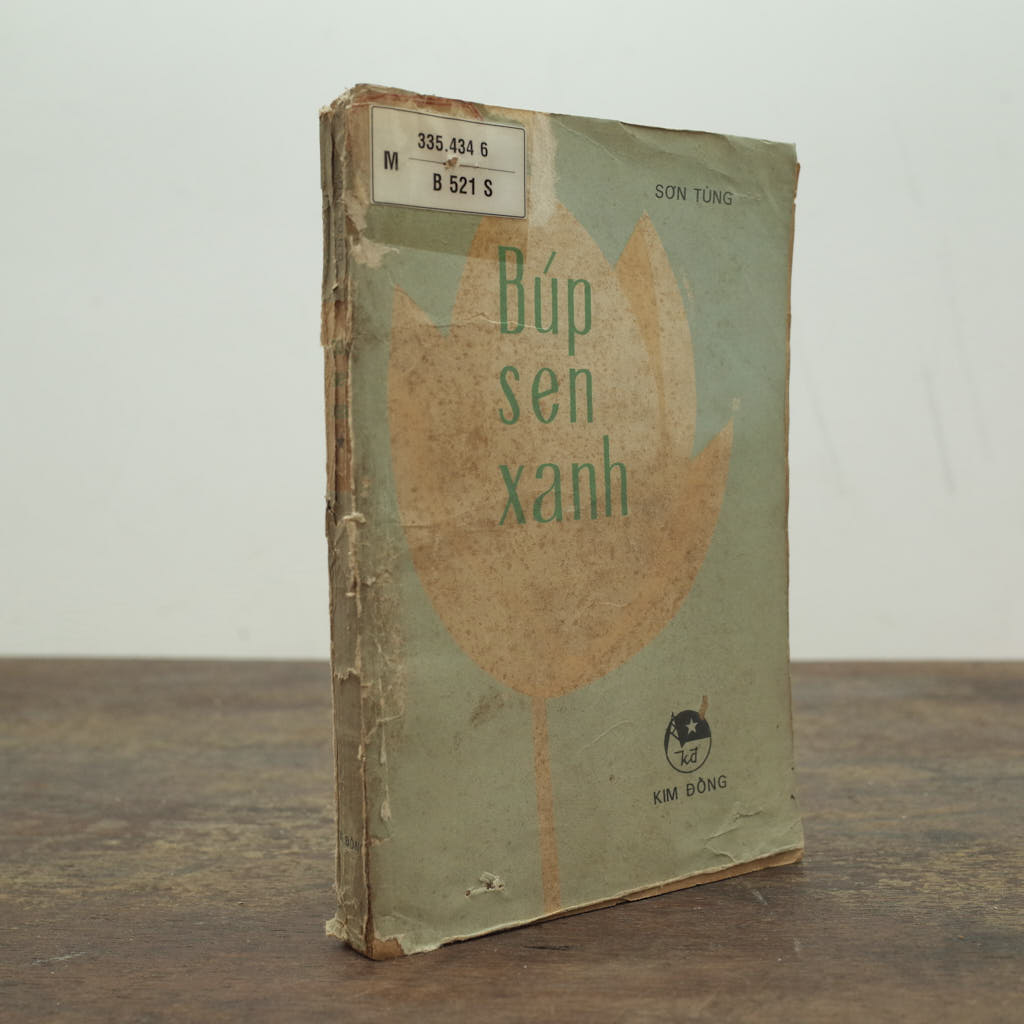 335.434 6
M
B 521 S
SƠN TÙNG
Búp
sen
xanh
kđ
KIM ĐỒNG